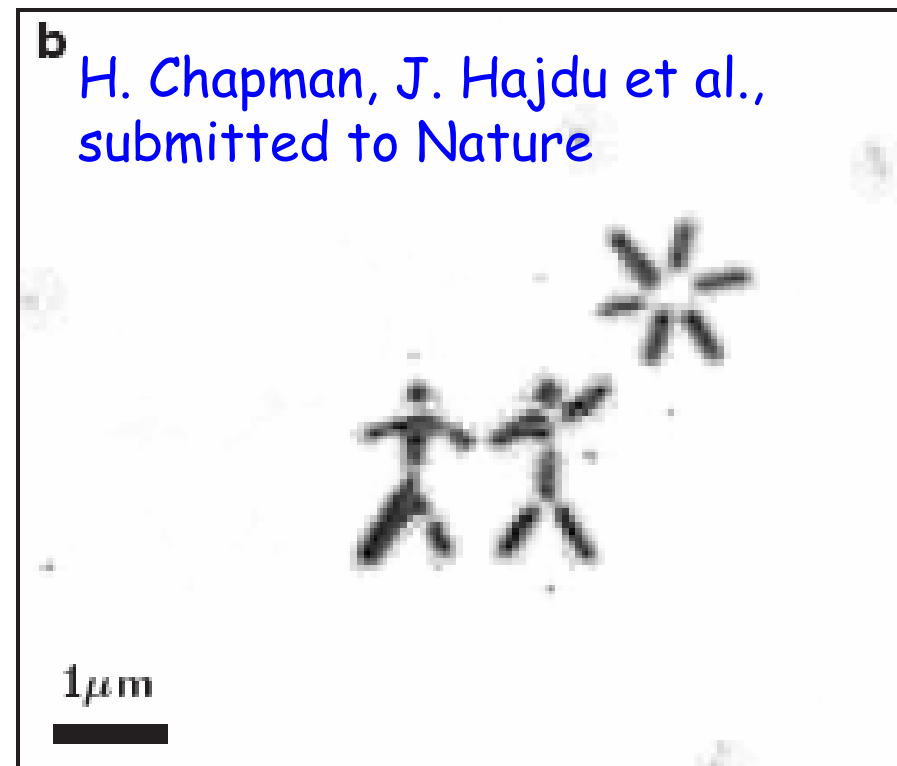 b
H. Chapman, J. Hajdu et al.,
submitted to Nature
1μm